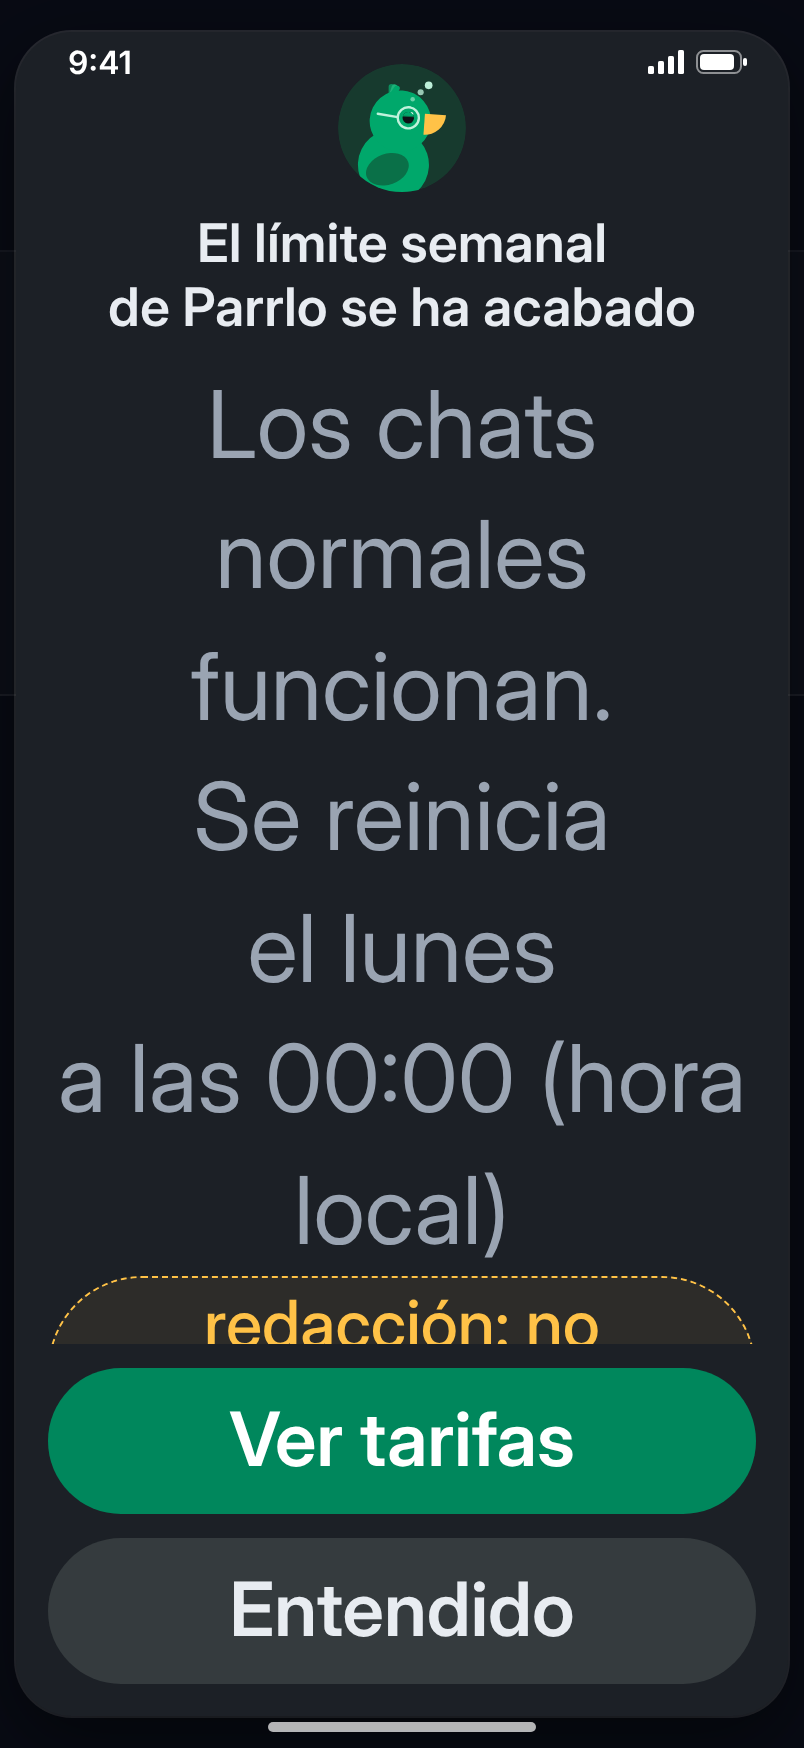 9:41
El límite semanal
de Parrlo se ha acabado
Los chats
normales
funcionan.
Se reinicia
el lunes
a las 00:00 (hora
local)
redacción: no
Ver tarifas
Entendido